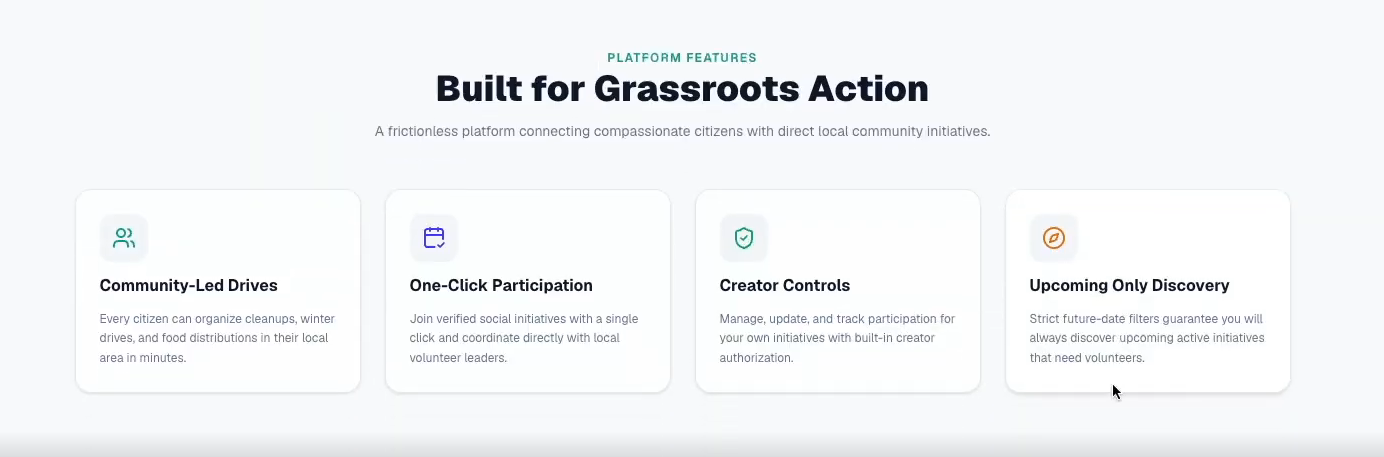 PLATFORM FEATURES
Built for Grassroots Action
A frictionless platform connecting compassionate citizens with direct local community initiatives.
Community-Led Drives
Every citizen can organize cleanups, winter
drives, and food distributions in their local
area in minutes.
One-Click Participation
Join verified social initiatives with a single
click and coordinate directly with local
volunteer leaders.
Creator Controls
Manage, update, and track participation for
your own initiatives with built-in creator
authorization.
Upcoming Only Discovery
Strict future-date filters guarantee you will
always discover upcoming active initiatives
that need volunteers.